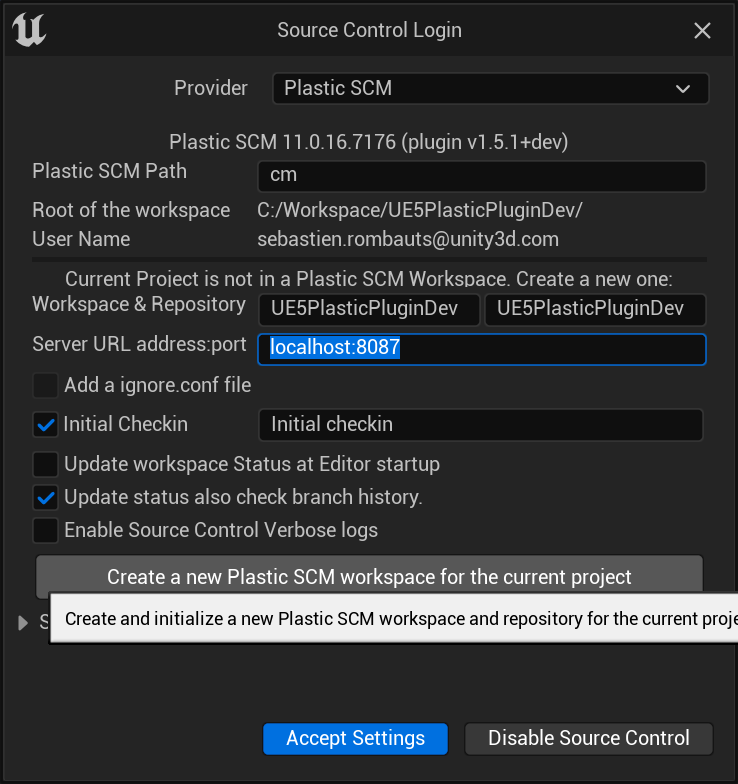 Source Control Login
Provider Plastic SCM
Plastic SCM 11.0.16.7176 (plugin v1.5.1+dev)
Plastic SCM Path cm
Root of the workspace C:/Workspace/UE5PlasticPluginDev/
User Name sebastien.rombauts@unity3d.com
Current Project is not in a Plastic SCM Workspace. Create a new one:
Workspace & Repository UE5PlasticPluginDev UE5PlasticPluginDev
Server URL address:port localhost:8087
Add a ignore.conf file
Initial Checkin Initial checkin
Update workspace Status at Editor startup
Update status also check branch history.
Enable Source Control Verbose logs
Create a new Plastic SCM workspace for the current project
Create and initialize a new Plastic SCM workspace and repository for the current
Accept Settings Disable Source Control